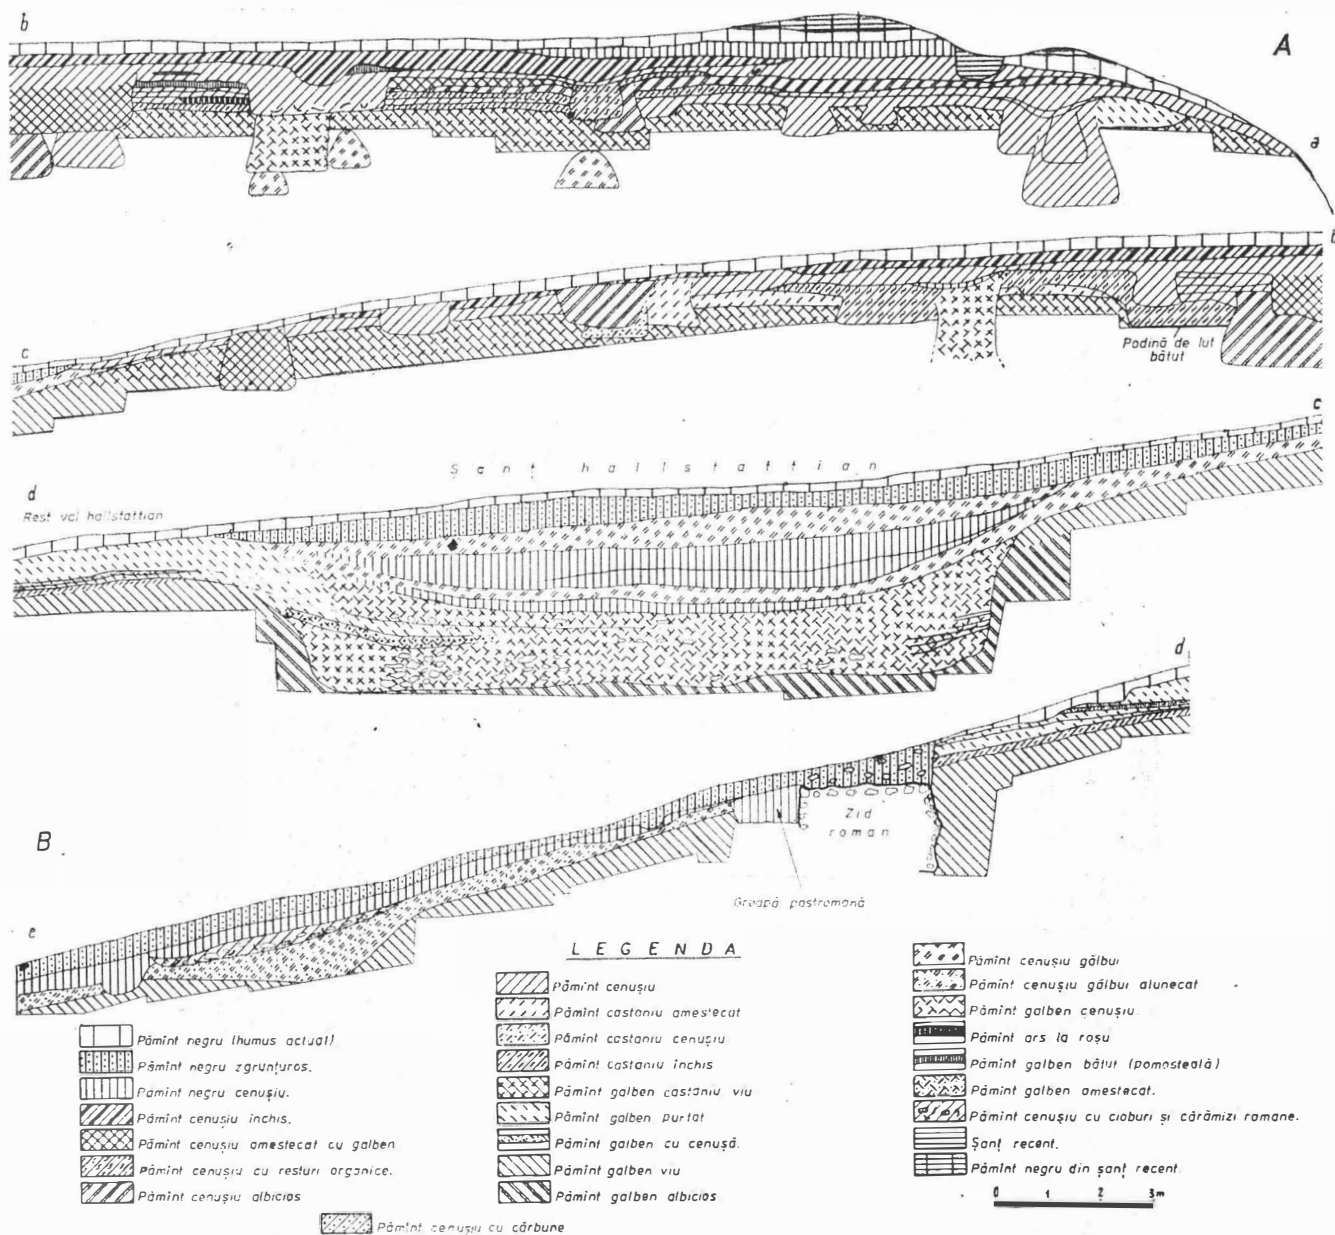 b
A
a
b
c
Podină de lut
bătut
c
Șanț hallstattian
d
Rest val hallstattian
d
B
Zid
roman
Groapă postromană
e
LEGENDA
Pămînt negru (humus actual)
Pămînt negru zgrunțuros.
Pămînt negru cenușiu.
Pămînt cenușiu închis.
Pămînt cenușiu amestecat cu galben
Pămînt cenușiu cu resturi organice.
Pămînt cenușiu albicios
Pămînt cenușiu cu cărbune
Pămînt cenușiu
Pămînt castaniu amestecat
Pămînt castaniu cenușiu
Pămînt castaniu închis
Pămînt galben castaniu viu
Pămînt galben purtat
Pămînt galben cu cenușă.
Pămînt galben viu
Pămînt galben albicios
Pămînt cenușiu gălbui
Pămînt cenușiu gălbui alunecat
Pămînt galben cenușiu.
Pămînt ars la roșu
Pămînt galben bătut (pomosteală)
Pămînt galben amestecat.
Pămînt cenușiu cu cioburi și cărămizi romane.
Șanț recent.
Pămînt negru din șanț recent.
0 1 2 3m